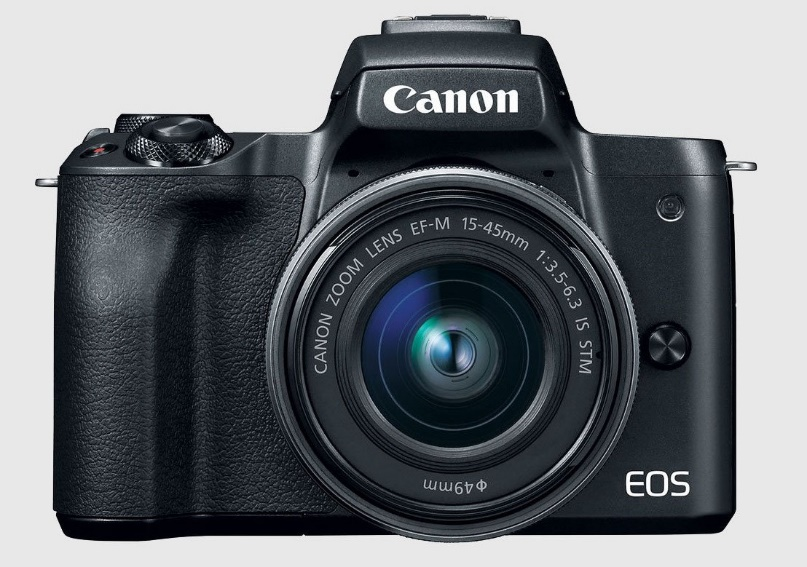 Canon
CANON ZOOM LENS EF-M 15-45mm 1:3.5-6.3 IS STM
Φ49mm
EOS